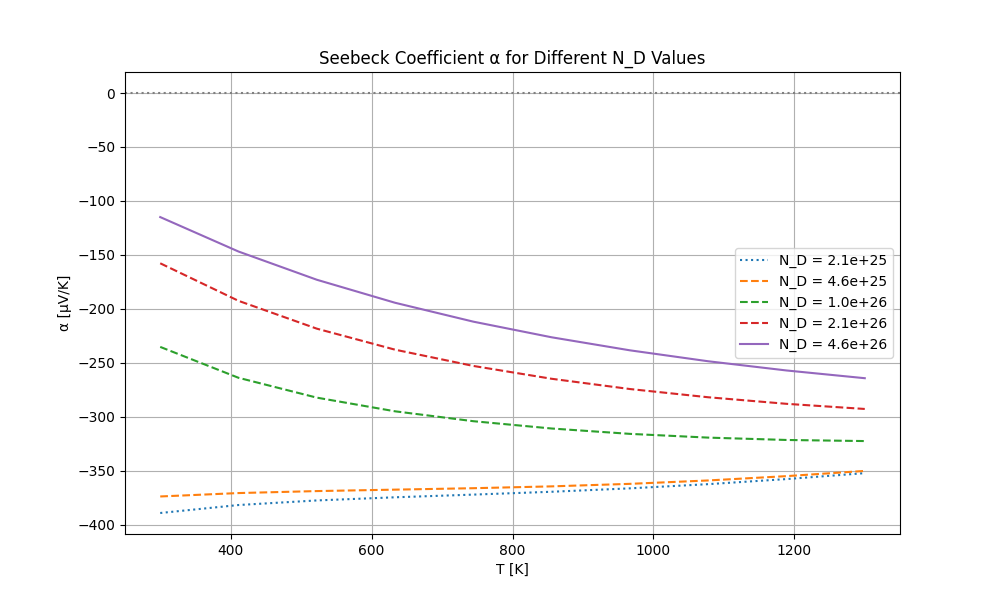 Seebeck Coefficient α for Different N_D Values
0
−50
−100
−150
−200
−250
−300
−350
−400
α [μV/K]
N_D = 2.1e+25
N_D = 4.6e+25
N_D = 1.0e+26
N_D = 2.1e+26
N_D = 4.6e+26
400
600
800
1000
1200
T [K]